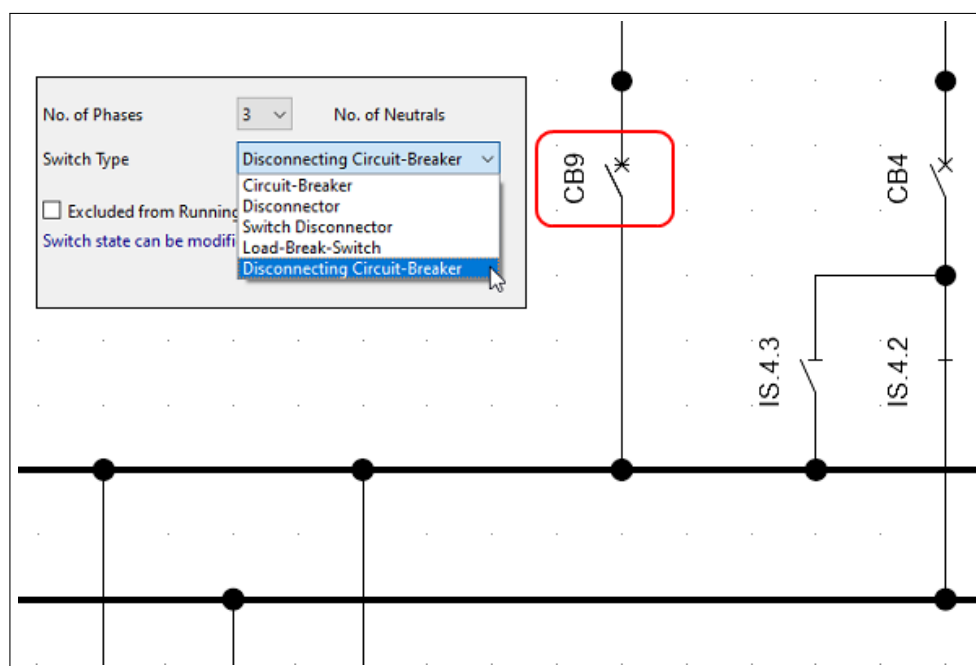 No. of Phases 3 No. of Neutrals
Switch Type Disconnecting Circuit-Breaker
Circuit-Breaker
Disconnector
Switch Disconnector
Load-Break-Switch
Disconnecting Circuit-Breaker
Excluded from Running
Switch state can be modifi
CB9
CB4
IS.4.3
IS.4.2